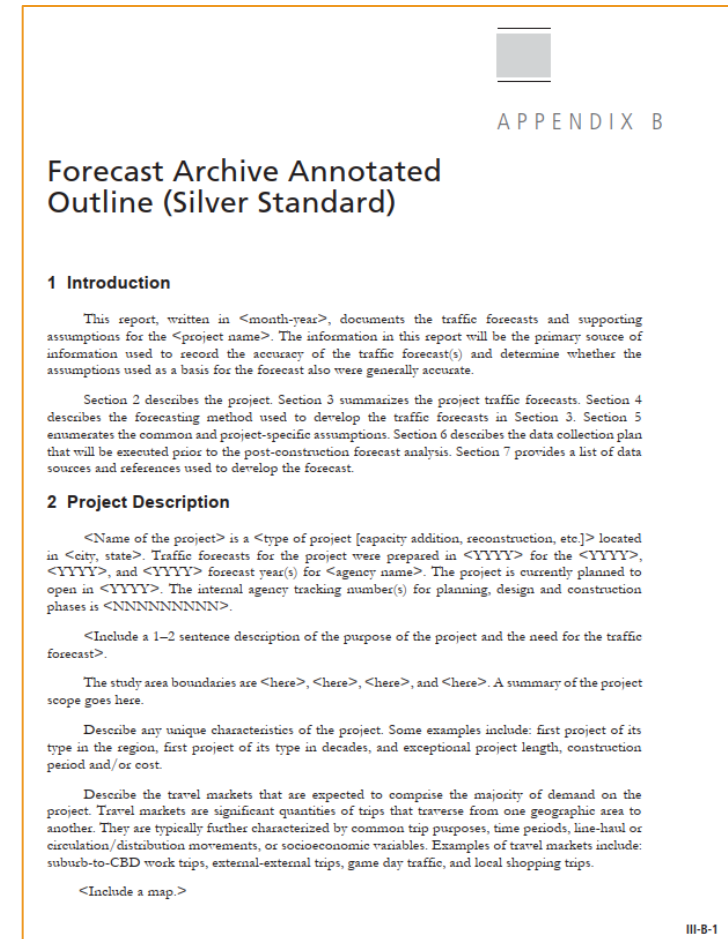 APPENDIX B
Forecast Archive Annotated
Outline (Silver Standard)
1 Introduction
This report, written in <month-year>, documents the traffic forecasts and supporting
assumptions for the <project name>. The information in this report will be the primary source of
information used to record the accuracy of the traffic forecast(s) and determine whether the
assumptions used as a basis for the forecast also were generally accurate.
Section 2 describes the project. Section 3 summarizes the project traffic forecasts. Section 4
describes the forecasting method used to develop the traffic forecasts in Section 3. Section 5
enumerates the common and project-specific assumptions. Section 6 describes the data collection plan
that will be executed prior to the post-construction forecast analysis. Section 7 provides a list of data
sources and references used to develop the forecast.
2 Project Description
<Name of the project> is a <type of project [capacity addition, reconstruction, etc.]> located
in <city, state>. Traffic forecasts for the project were prepared in <YYYY> for the <YYYY>,
<YYYY>, and <YYYY> forecast year(s) for <agency name>. The project is currently planned to
open in <YYYY>. The internal agency tracking number(s) for planning, design and construction
phases is <NNNNNNNNN>.
<Include a 1–2 sentence description of the purpose of the project and the need for the traffic
forecast>.
The study area boundaries are <here>, <here>, <here>, and <here>. A summary of the project
scope goes here.
Describe any unique characteristics of the project. Some examples include: first project of its
type in the region, first project of its type in decades, and exceptional project length, construction
period and/or cost.
Describe the travel markets that are expected to comprise the majority of demand on the
project. Travel markets are significant quantities of trips that traverse from one geographic area to
another. They are typically further characterized by common trip purposes, time periods, line-haul or
circulation/distribution movements, or socioeconomic variables. Examples of travel markets include:
suburb-to-CBD work trips, external-external trips, game day traffic, and local shopping trips.
<Include a map.>
III-B-1